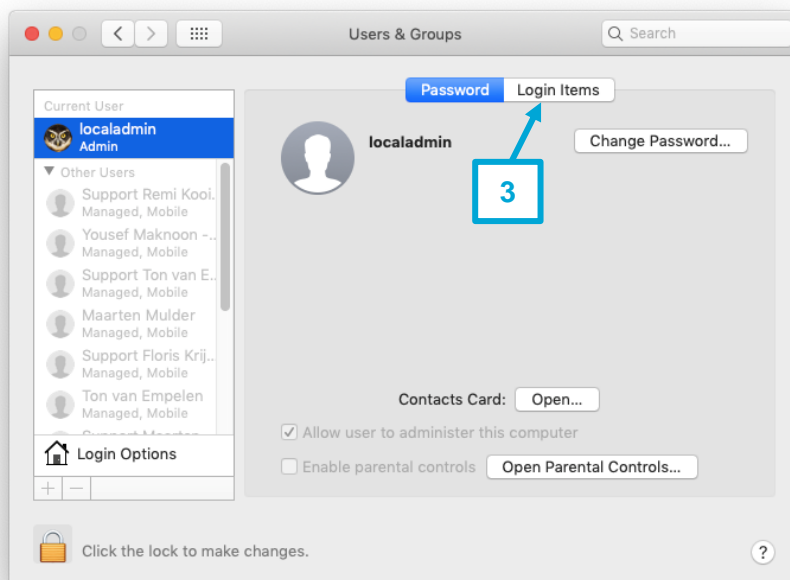 Users & Groups
Search
Password
Login Items
Current User
localadmin
Admin
Other Users
Support Remi Kooi..
Managed, Mobile
Yousef Maknoon -..
Managed, Mobile
Support Ton van E..
Managed, Mobile
Maarten Mulder
Managed, Mobile
Support Floris Krij..
Managed, Mobile
Ton van Empelen
Managed, Mobile
Login Options
localadmin
Change Password...
3
Contacts Card:
Open...
Allow user to administer this computer
Enable parental controls
Open Parental Controls...
Click the lock to make changes.
?